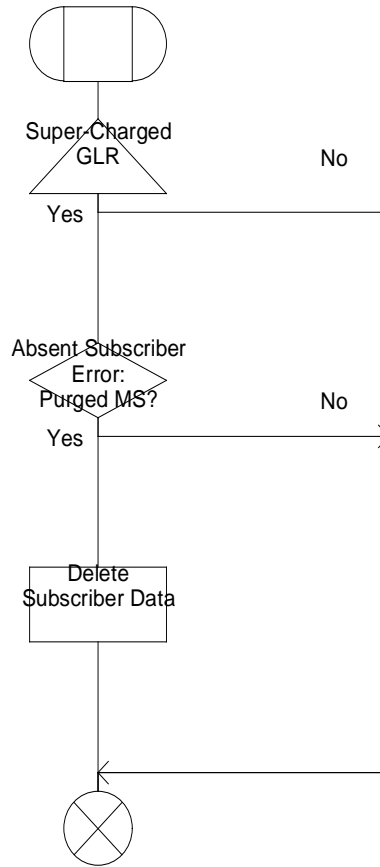 Super-Charged
GLR
No
Yes
Absent Subscriber
Error:
Purged MS?
No
Yes
Delete
Subscriber Data